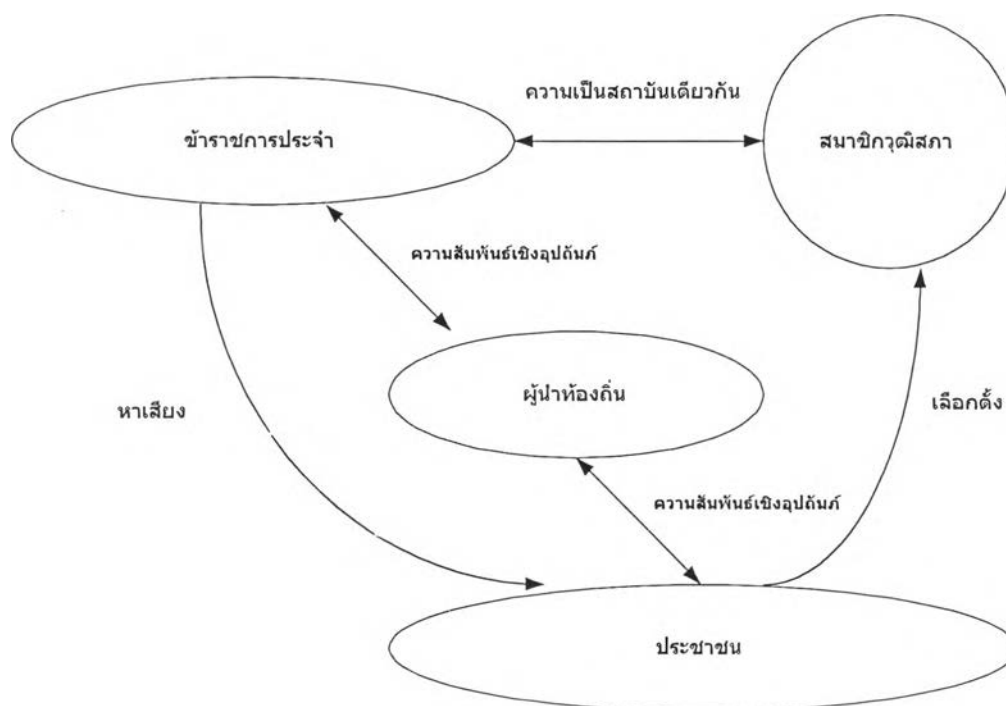 ความเป็นสถาบันเดียวกัน
ข้าราชการประจำ
สมาชิกวุฒิสภา
ความสัมพันธ์เชิงอุปถัมภ์
ผู้นำท้องถิ่น
หาเสียง
เลือกตั้ง
ความสัมพันธ์เชิงอุปถัมภ์
ประชาชน